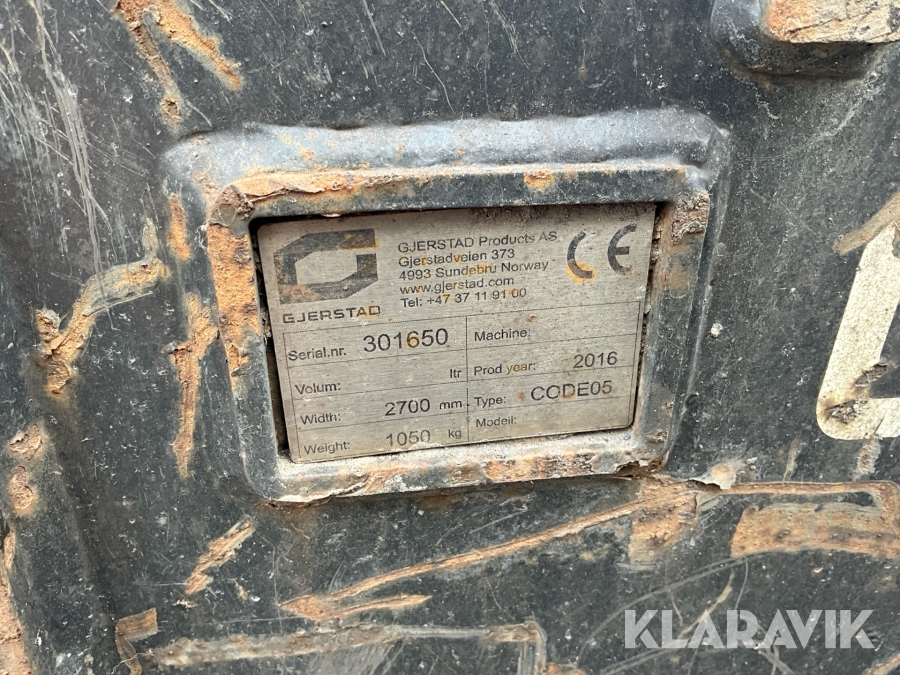 GJERSTAD Products AS
Gjerstadveien 373
4993 Sundebru Norway
www.gjerstad.com
Tel: +47 37 11 91 00
CE
GJERSTAD
Serial.nr. 301650 Machine:
Volum: ltr Prod year: 2016
Width: 2700 mm Type: CODE05
Weight: 1050 kg Modell:
KLARAVIK